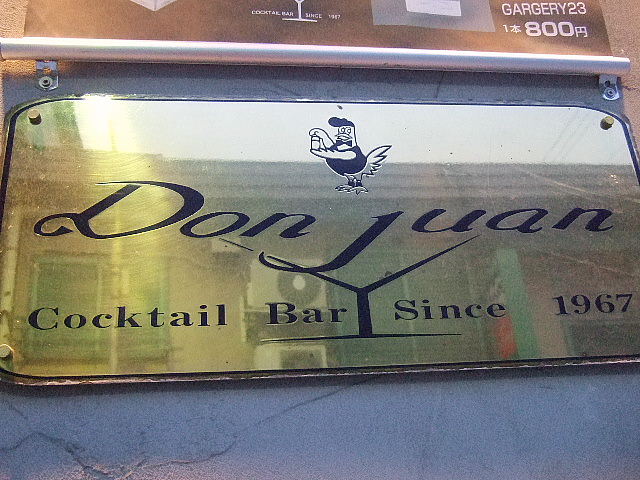 GARGERY23
1本 800円
COCKTAIL BAR SINCE 1967
Don Juan
Cocktail Bar Since 1967